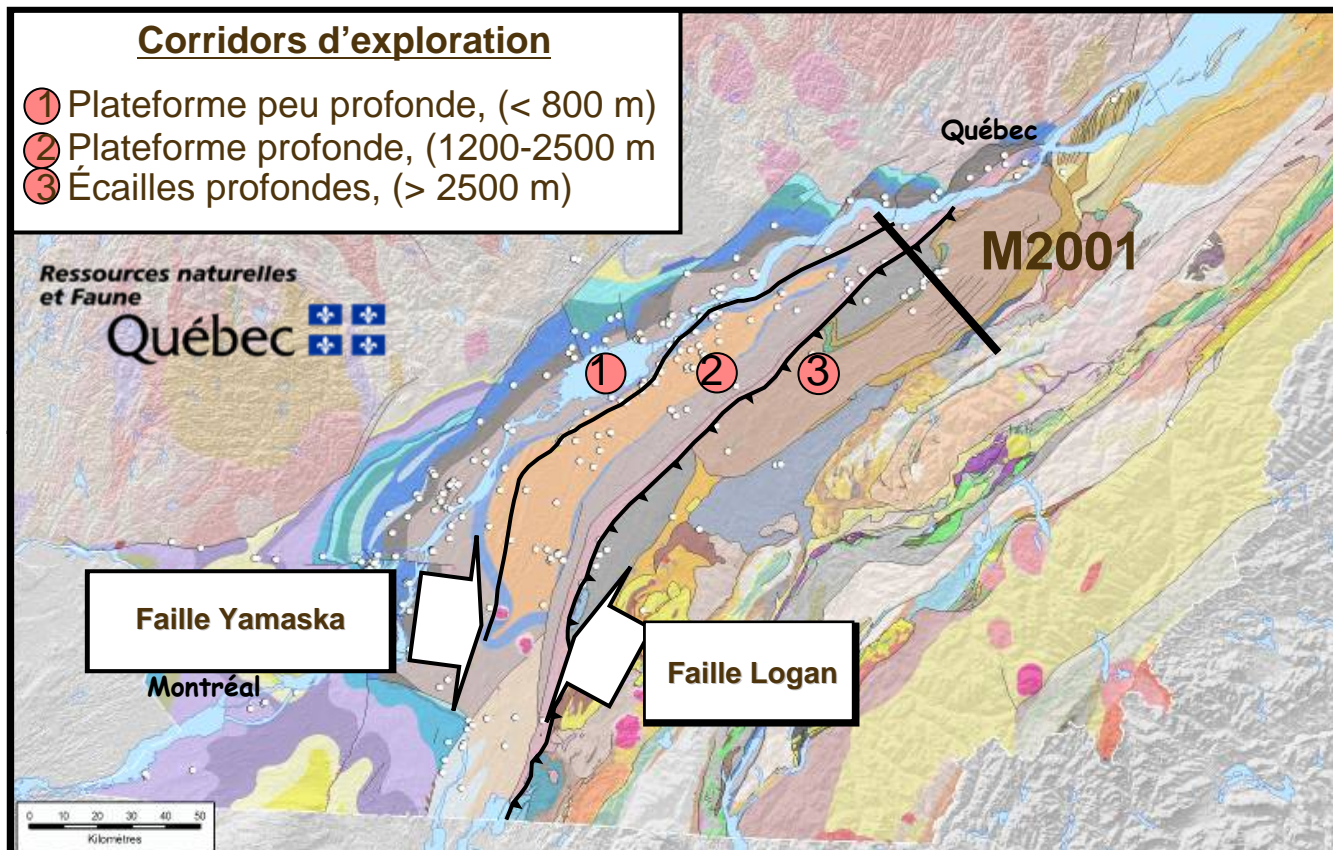 Corridors d'exploration
1 Plateforme peu profonde, (< 800 m)
2 Plateforme profonde, (1200-2500 m
3 Écailles profondes, (> 2500 m)
Québec
M2001
Ressources naturelles
et Faune
Québec
1
2
3
Faille Yamaska
Faille Logan
Montréal
0 10 20 30 40 50
Kilomètres